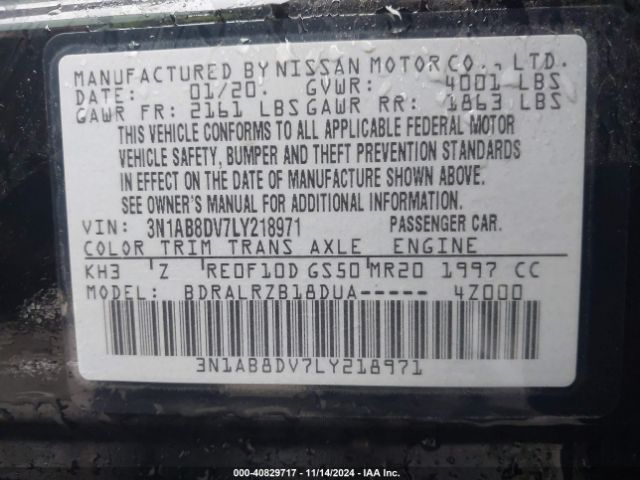 MANUFACTURED BY NISSAN MOTOR CO., LTD.
DATE: 01/20. GVWR: 4001 LBS
GAWR FR: 2161 LBS GAWR RR: 1863 LBS
THIS VEHICLE CONFORMS TO ALL APPLICABLE FEDERAL MOTOR
VEHICLE SAFETY, BUMPER AND THEFT PREVENTION STANDARDS
IN EFFECT ON THE DATE OF MANUFACTURE SHOWN ABOVE.
SEE OWNER'S MANUAL FOR ADDITIONAL INFORMATION.
VIN: 3N1AB8DV7LY218971 PASSENGER CAR.
COLOR TRIM TRANS AXLE ENGINE
KH3 Z RE0F10D GS50 MR20 1997 CC
MODEL: BDRALRZB18DUA----- 4Z000
3N1AB8DV7LY218971
000-40829717 - 11/14/2024 - IAA Inc.